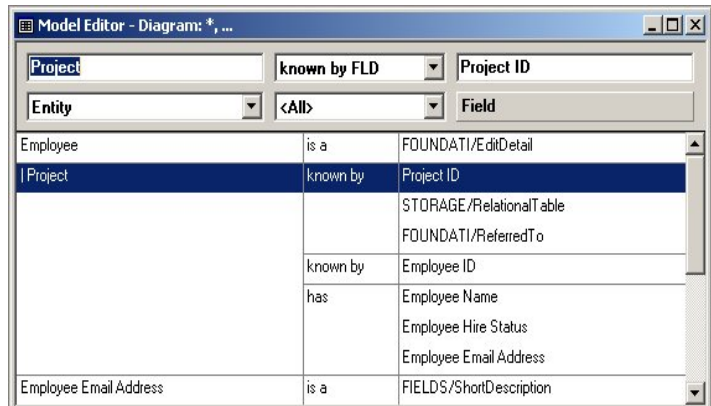 Model Editor - Diagram: *, ...
Project known by FLD Project ID
Entity <All> Field
Employee is a FOUNDATI/EditDetail
| Project known by Project ID
STORAGE/RelationalTable
FOUNDATI/ReferredTo
known by Employee ID
has Employee Name
Employee Hire Status
Employee Email Address
Employee Email Address is a FIELDS/ShortDescription